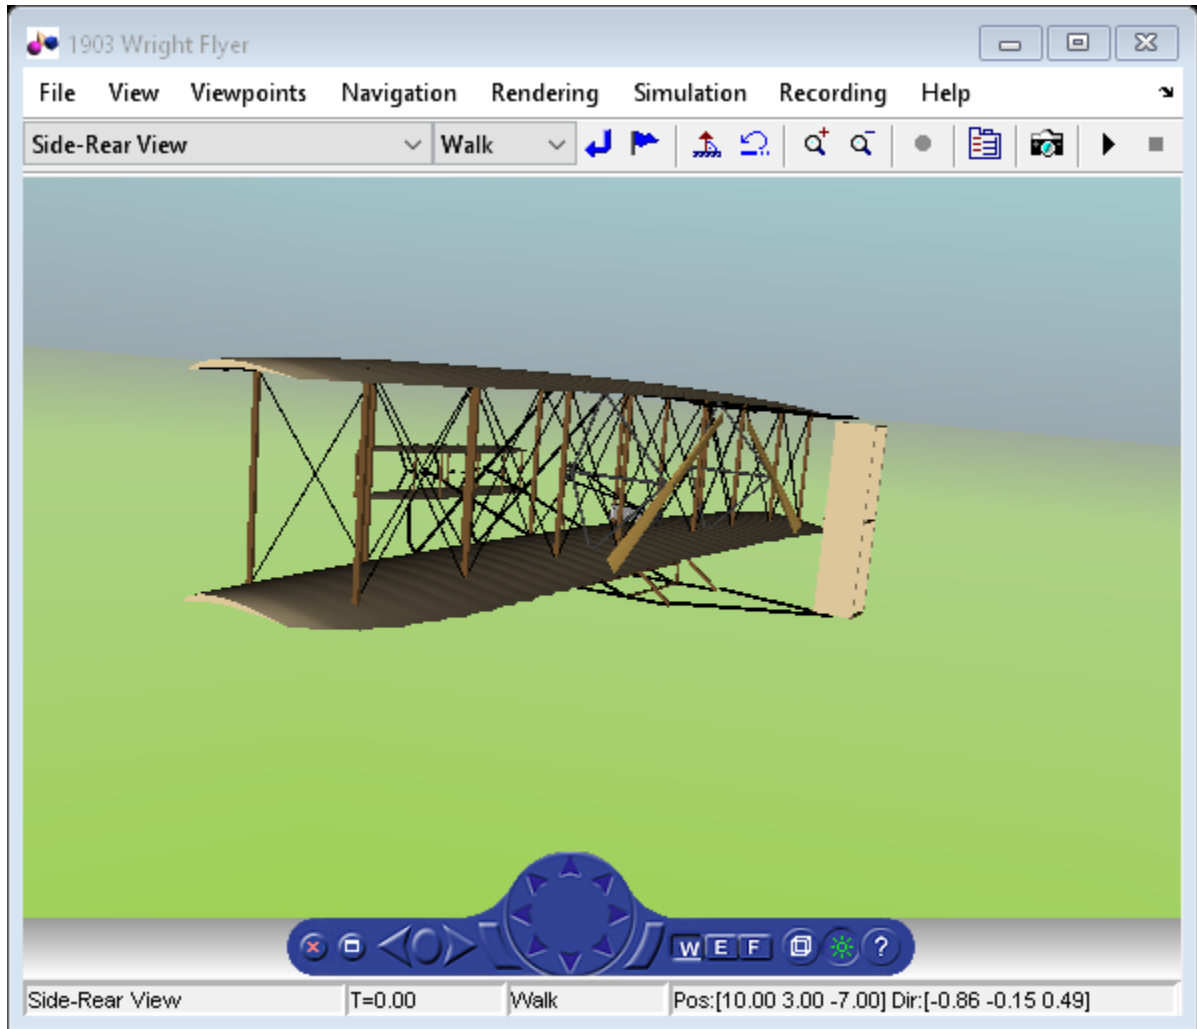 1903 Wright Flyer
File View Viewpoints Navigation Rendering Simulation Recording Help
Side-Rear View Walk
W E F ?
Side-Rear View T=0.00 Walk Pos:[10.00 3.00 -7.00] Dir:[-0.86 -0.15 0.49]